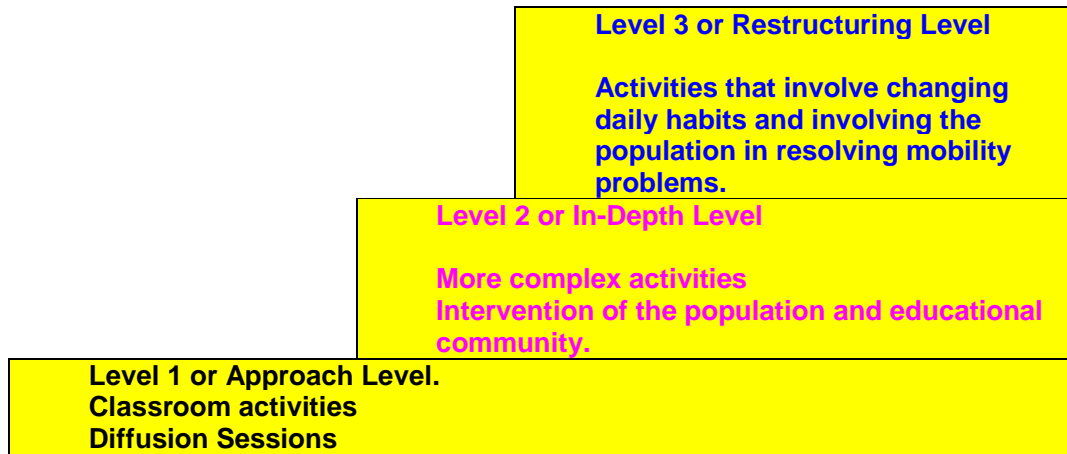 Level 3 or Restructuring Level
Activities that involve changing
daily habits and involving the
population in resolving mobility
problems.
Level 2 or In-Depth Level
More complex activities
Intervention of the population and educational
community.
Level 1 or Approach Level.
Classroom activities
Diffusion Sessions